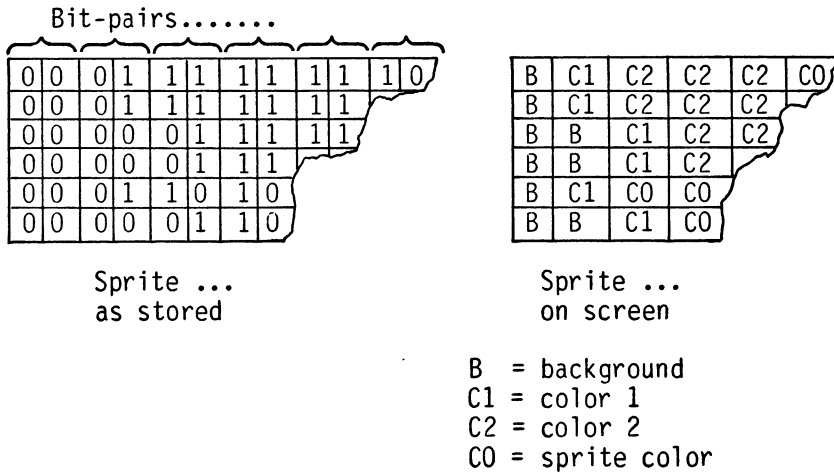 Bit-pairs.......
0 0 0 1 1 1 1 1 1 1 1 0
0 0 0 1 1 1 1 1 1 1
0 0 0 0 0 1 1 1 1 1
0 0 0 0 0 1 1 1
0 0 0 1 1 0 1 0
0 0 0 0 0 1 1 0
Sprite ...
as stored
B C1 C2 C2 C2 C0
B C1 C2 C2 C2
B B C1 C2 C2
B B C1 C2
B C1 C0 C0
B B C1 C0
Sprite ...
on screen
B = background
C1 = color 1
C2 = color 2
C0 = sprite color